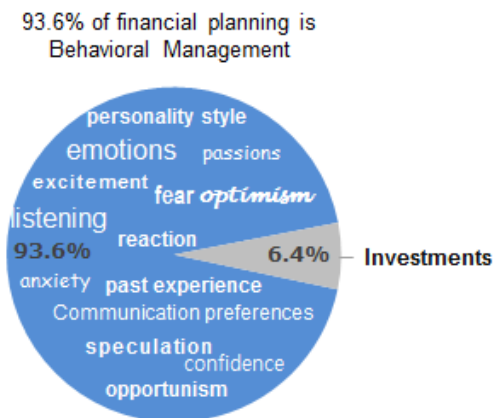 93.6% of financial planning is
Behavioral Management
personality style
emotions passions
excitement
fear optimism
listening
reaction
93.6%
6.4%
Investments
anxiety
past experience
Communication preferences
speculation
confidence
opportunism